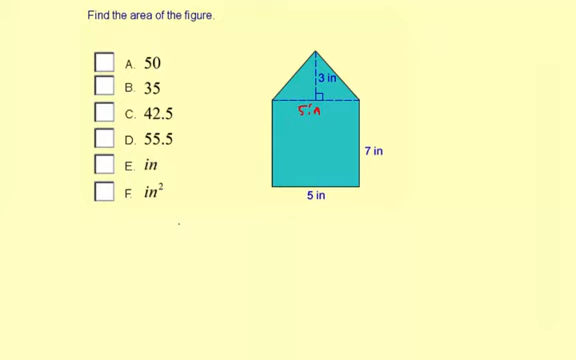 Find the area of the figure.
A. 50
B. 35
C. 42.5
D. 55.5
E. in
F. in²
3 in
5 in
7 in
5 in